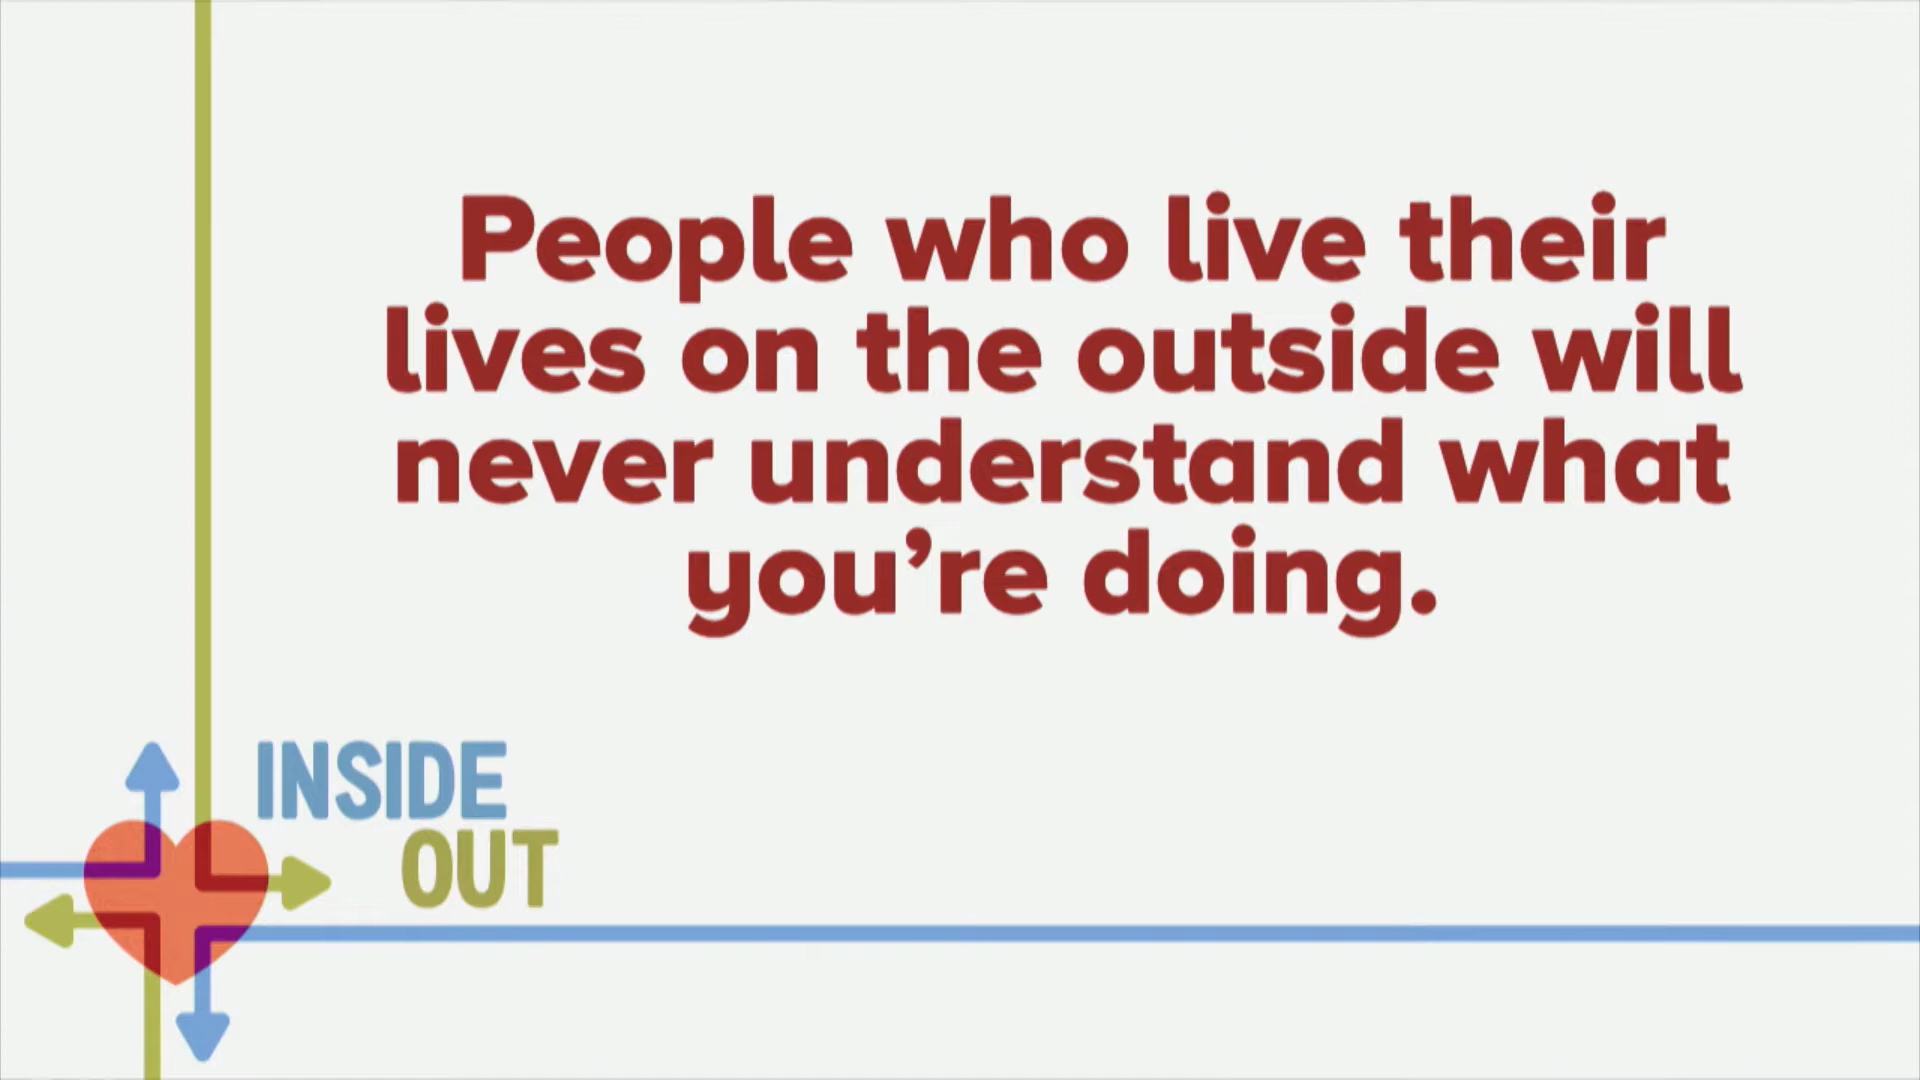 People who live their
lives on the outside will
never understand what
you’re doing.
INSIDE
OUT